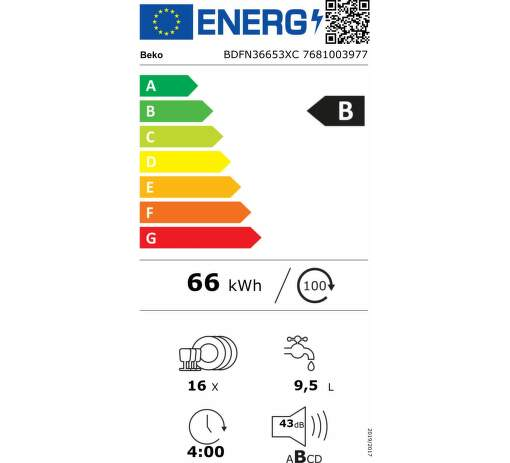 ENERG
Beko BDFN36653XC 7681003977
A
B
B
C
D
E
F
G
66 kWh / 100
16 X 9,5 L
4:00 43dB
ABCD
2019/2017